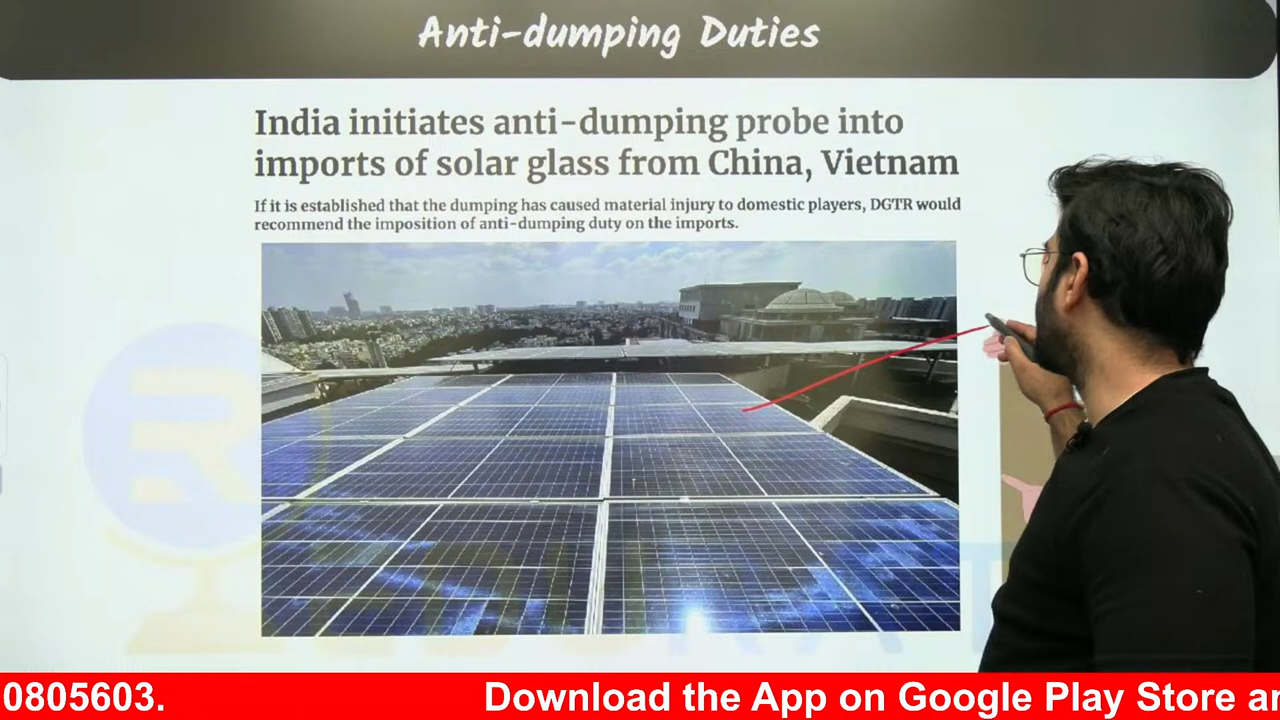 Anti-dumping Duties
India initiates anti-dumping probe into
imports of solar glass from China, Vietnam
If it is established that the dumping has caused material injury to domestic players, DGTR would
recommend the imposition of anti-dumping duty on the imports.
0805603. Download the App on Google Play Store an